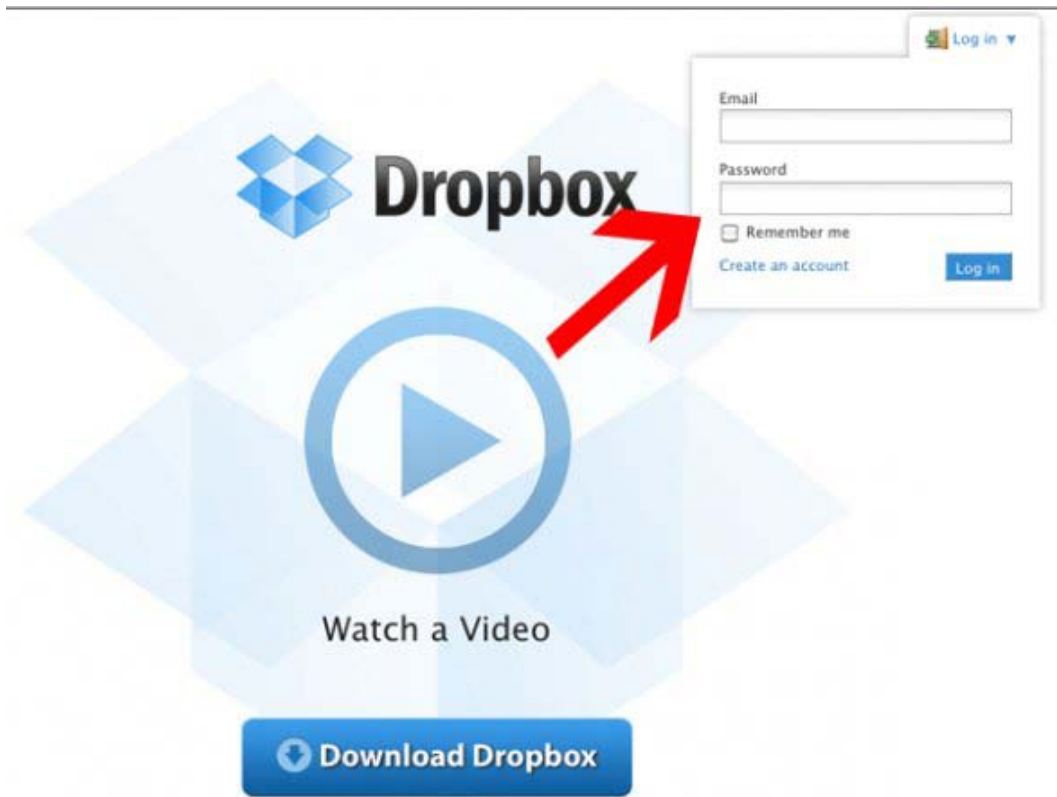 Log in
Email
Password
Remember me
Create an account
Log in
Dropbox
Watch a Video
Download Dropbox